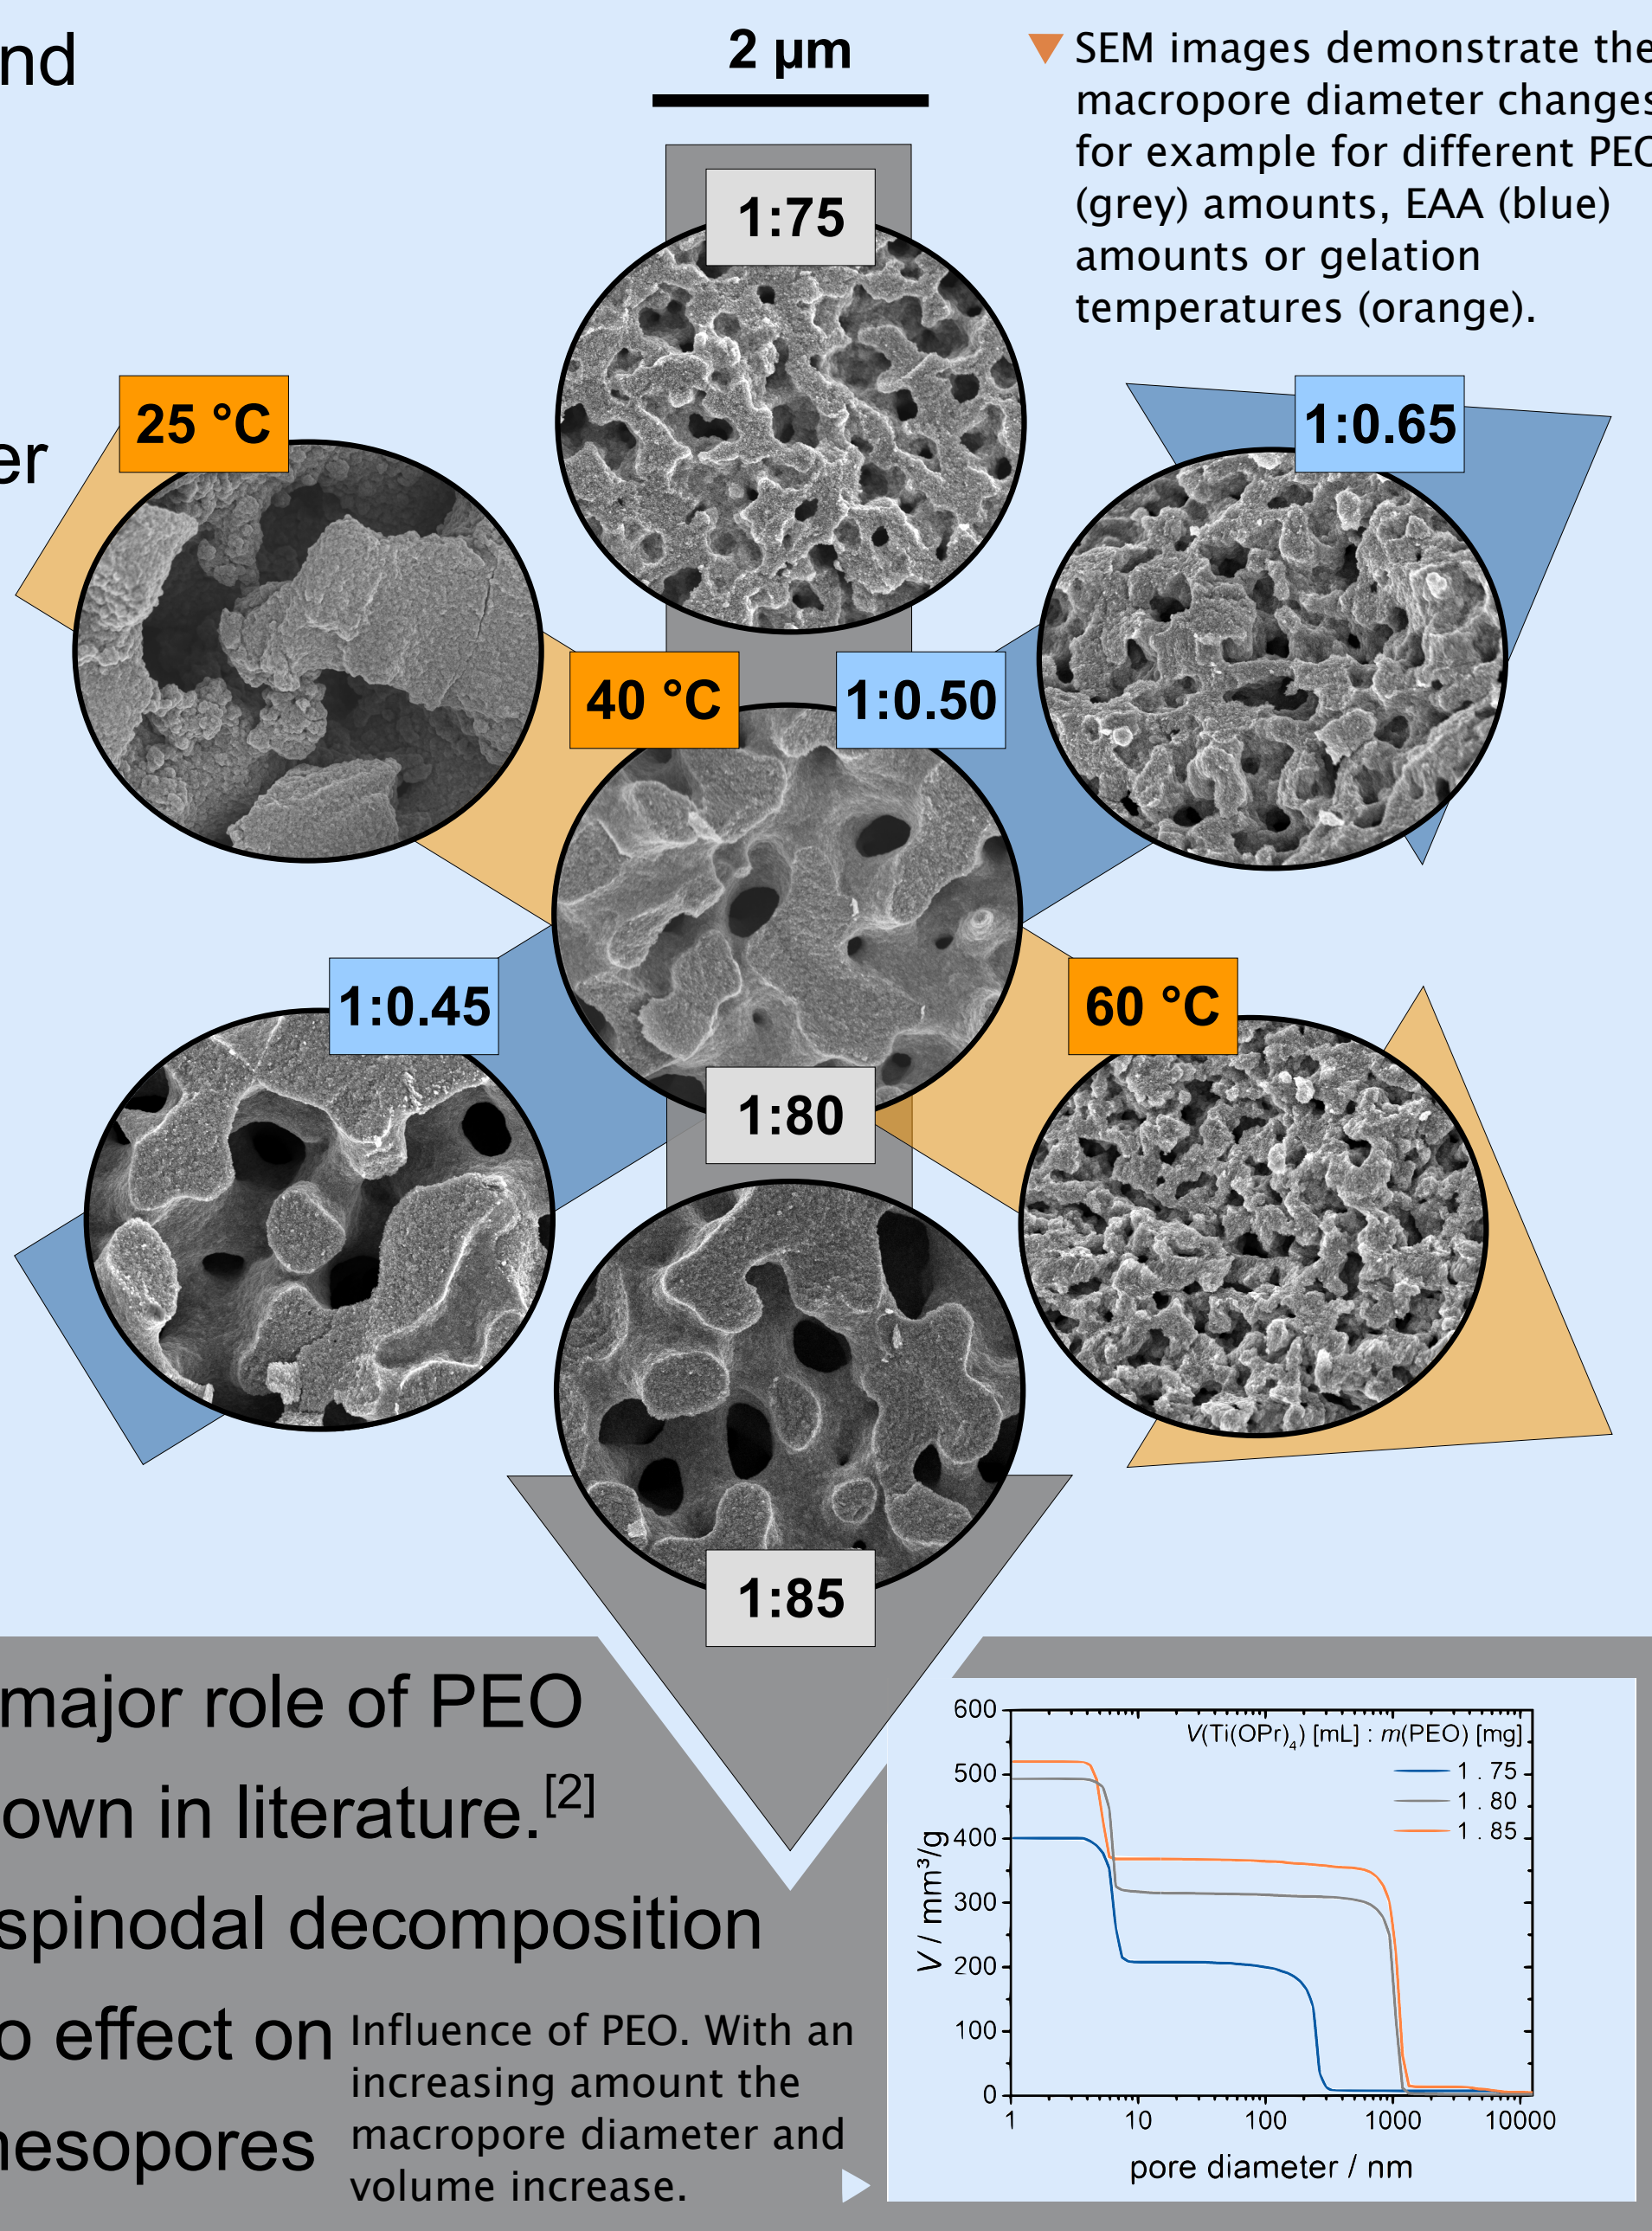 nd
er
2 µm
SEM images demonstrate the
macropore diameter changes
for example for different PEO
(grey) amounts, EAA (blue)
amounts or gelation
temperatures (orange).
1:75
25 °C
1:0.65
40 °C
1:0.50
1:0.45
60 °C
1:80
1:85
major role of PEO
own in literature.[2]
spinodal decomposition
o effect on
nesopores
Influence of PEO. With an
increasing amount the
macropore diameter and
volume increase.
V(Ti(OPr)4) [mL] : m(PEO) [mg]
1 . 75
1 . 80
1 . 85
V / mm³/g
600
500
400
300
200
100
0
1 10 100 1000 10000
pore diameter / nm